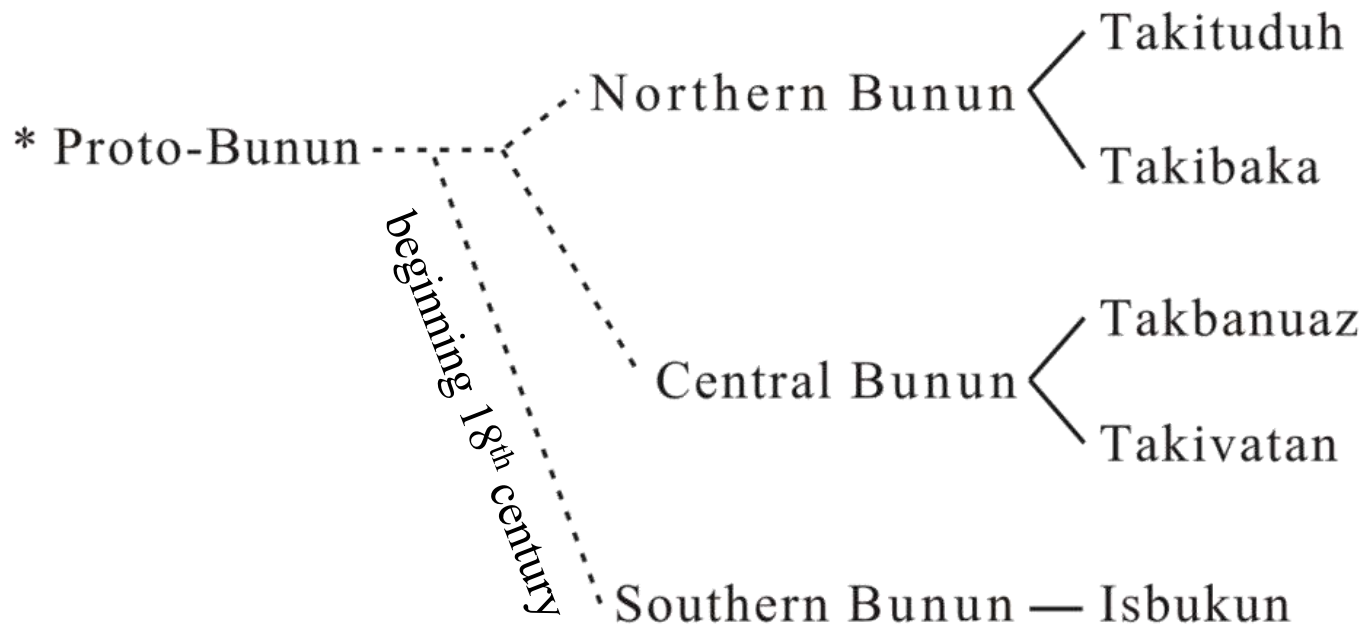 Takituduh
Northern Bunun
* Proto-Bunun
Takibaka
beginning 18th century
Takbanuaz
Central Bunun
Takivatan
Southern Bunun — Isbukun